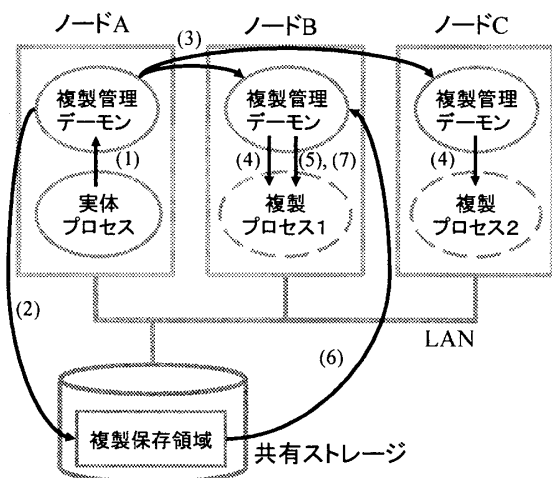 ノードA
ノードB
ノードC
(3)
複製管理
デーモン
複製管理
デーモン
複製管理
デーモン
(1)
(4)
(5), (7)
(4)
実体
プロセス
複製
プロセス1
複製
プロセス2
(2)
(6)
LAN
複製保存領域
共有ストレージ